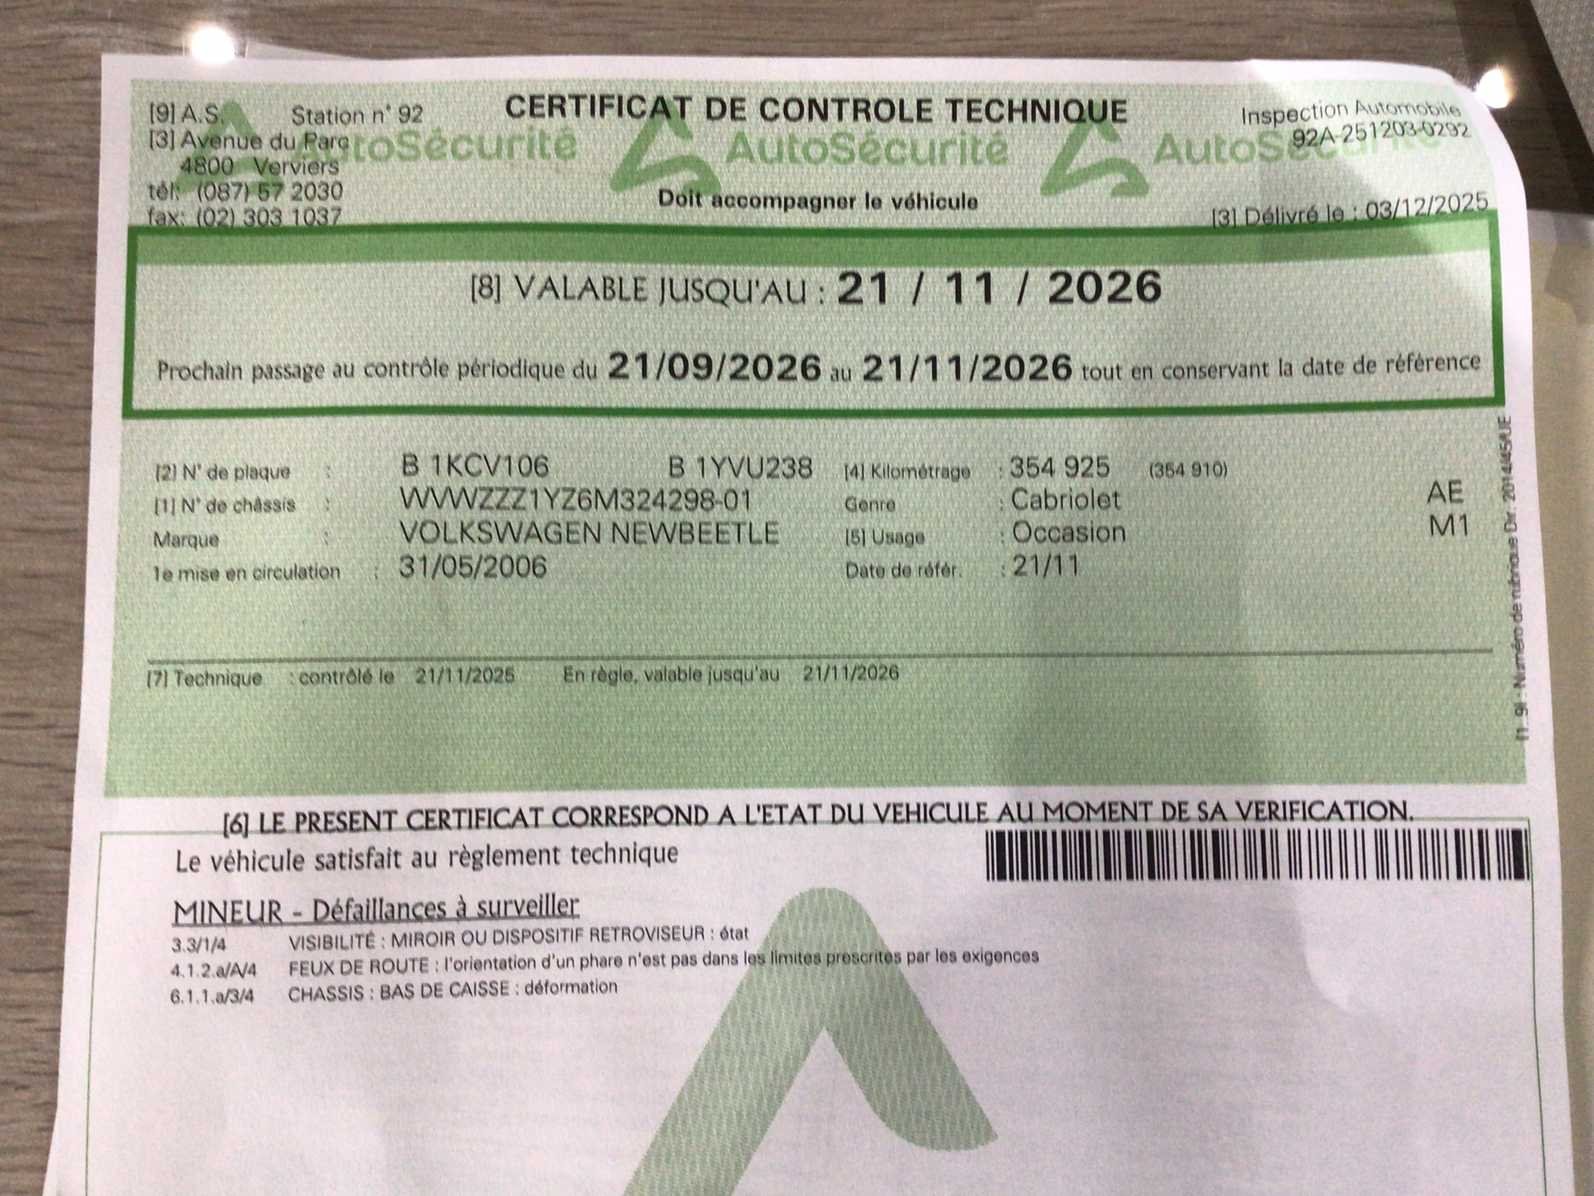 [9] A.S. Station n° 92
[3] Avenue du Parc
4800 Verviers
tél: (087) 57 2030
fax: (02) 303 1037
CERTIFICAT DE CONTROLE TECHNIQUE
AutoSécurité AutoSécurité
Doit accompagner le véhicule
Inspection Automobile
92A-251203-0292
[3] Délivré le : 03/12/2025
[8] VALABLE JUSQU'AU : 21 / 11 / 2026
Prochain passage au contrôle périodique du 21/09/2026 au 21/11/2026 tout en conservant la date de référence
[2] N° de plaque : B 1KCV106 B 1YVU238 [4] Kilométrage : 354 925 (354 910)
[1] N° de châssis : WVWZZZ1YZ6M324298-01 Genre : Cabriolet AE
Marque : VOLKSWAGEN NEWBEETLE [5] Usage : Occasion M1
1e mise en circulation : 31/05/2006 Date de référ. : 21/11
[7] Technique : contrôlé le 21/11/2025 En règle, valable jusqu'au 21/11/2026
[1..9] : Numéro de rubrique Dir. 2014/45/UE
[6] LE PRESENT CERTIFICAT CORRESPOND A L'ETAT DU VEHICULE AU MOMENT DE SA VERIFICATION.
Le véhicule satisfait au règlement technique
MINEUR - Défaillances à surveiller
3.3/1/4 VISIBILITÉ : MIROIR OU DISPOSITIF RETROVISEUR : état
4.1.2.a/A/4 FEUX DE ROUTE : l'orientation d'un phare n'est pas dans les limites prescrites par les exigences
6.1.1.a/3/4 CHASSIS : BAS DE CAISSE : déformation